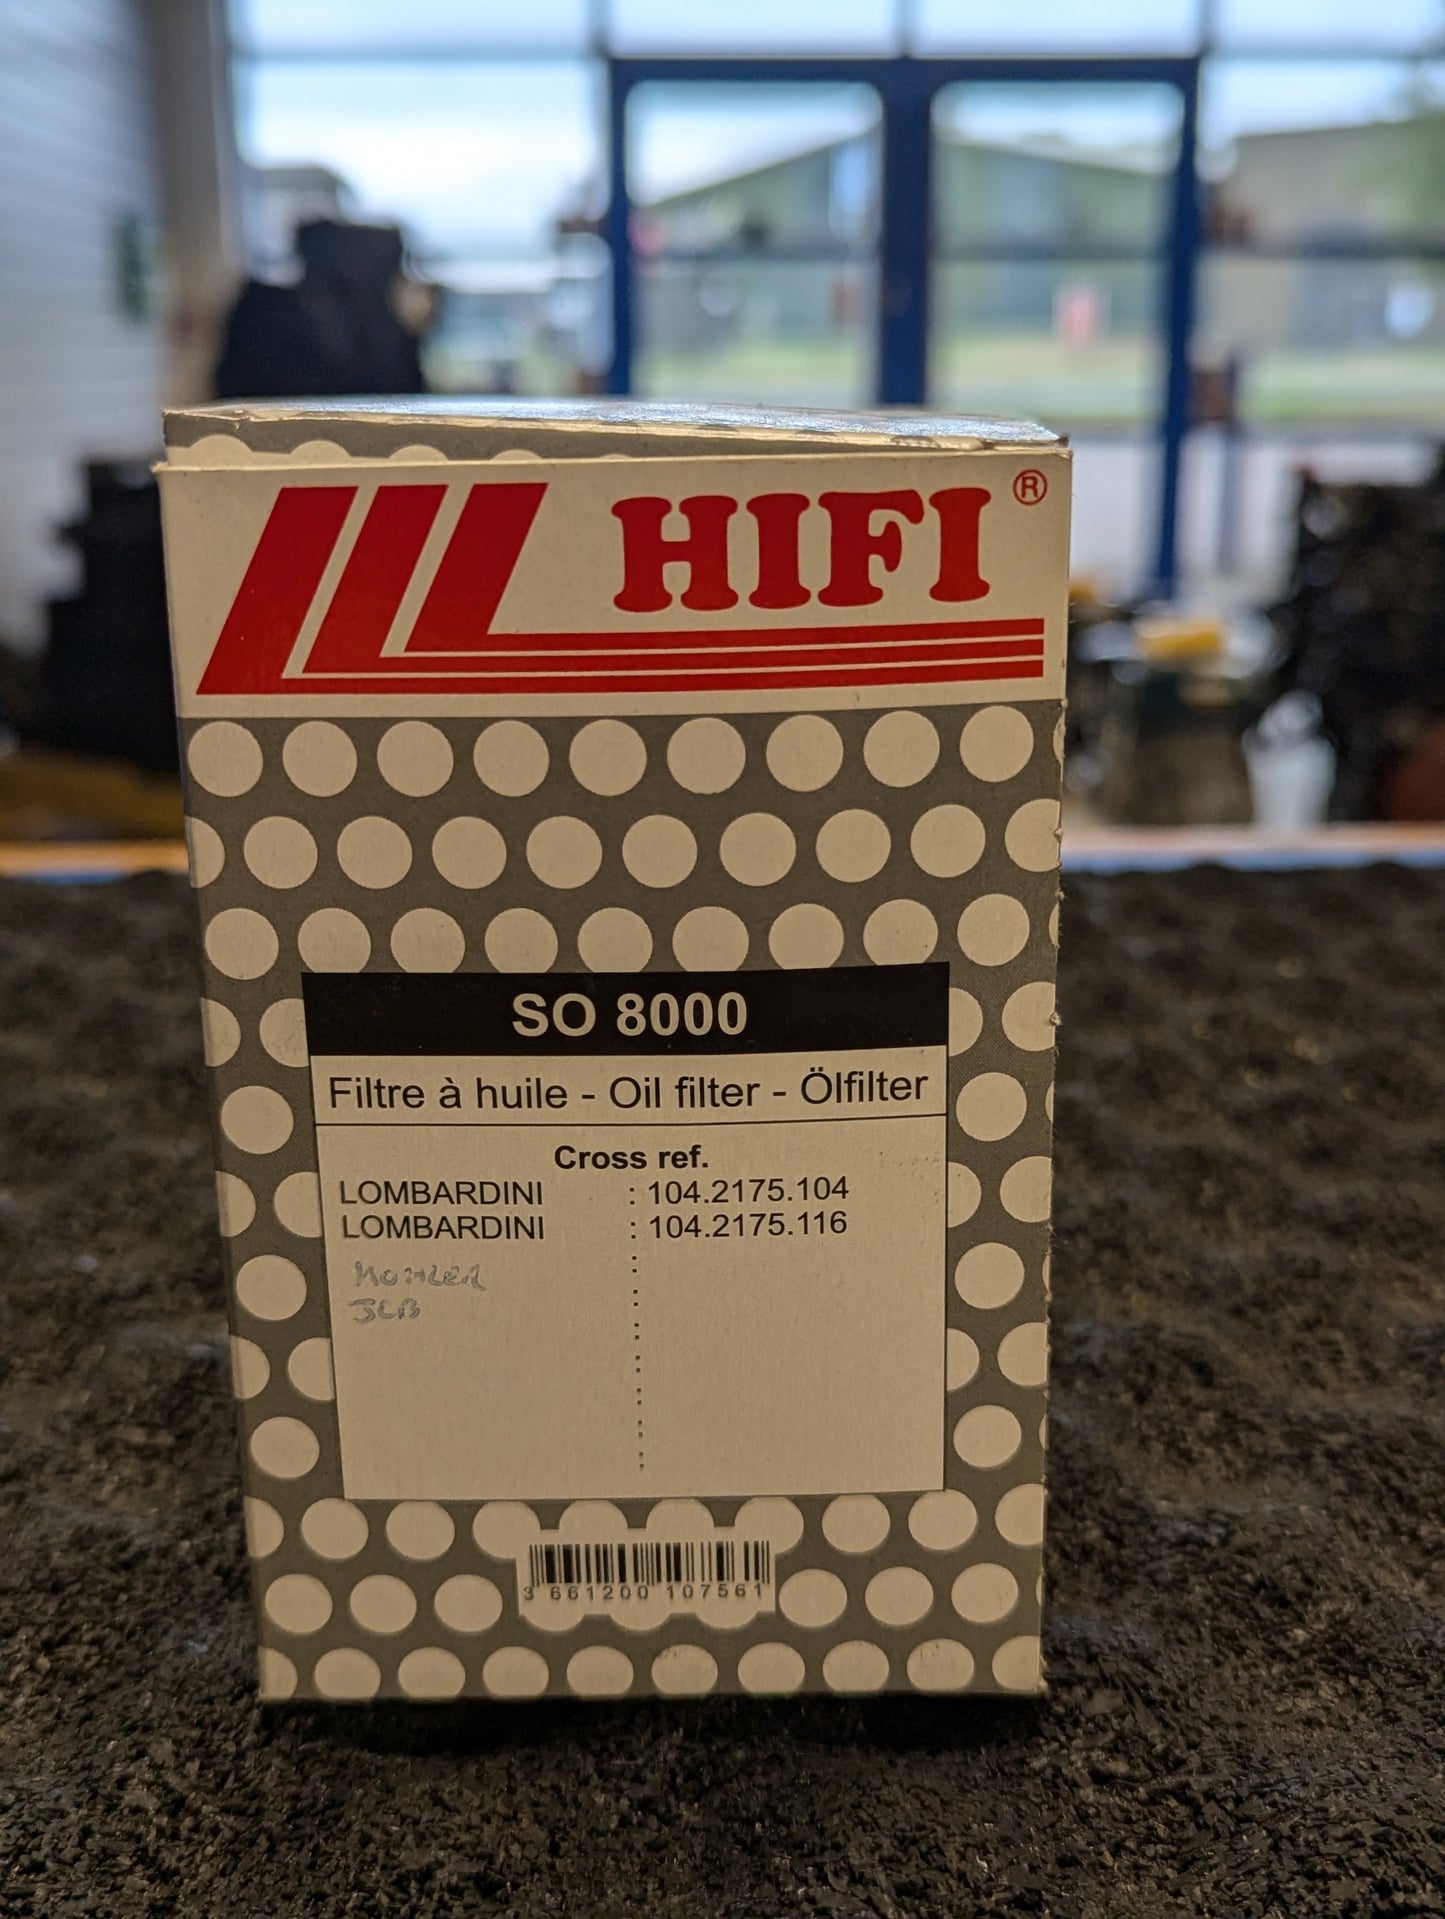 HIFI ®
SO 8000
Filtre à huile - Oil filter - Ölfilter
Cross ref.
LOMBARDINI : 104.2175.104
LOMBARDINI : 104.2175.116
KOHLER :
JCB :
:
:
:
:
:
3 661200 107561